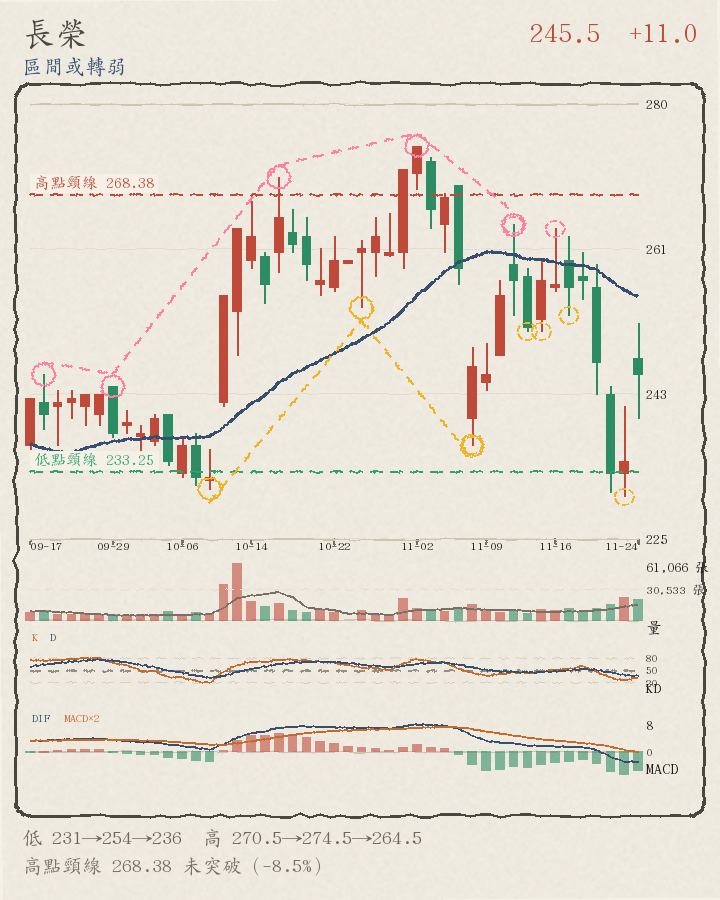 長榮
245.5 +11.0
區間或轉弱
280
高點頸線 268.38
261
243
低點頸線 233.25
225
09-17 09-29 10-06 10-14 10-22 11-02 11-09 11-16 11-24
61,066 張
30,533 張
量
K D
80
50
20
KD
DIF MACD×2
8
0
MACD
低 231→254→236 高 270.5→274.5→264.5
高點頸線 268.38 未突破 (-8.5%)